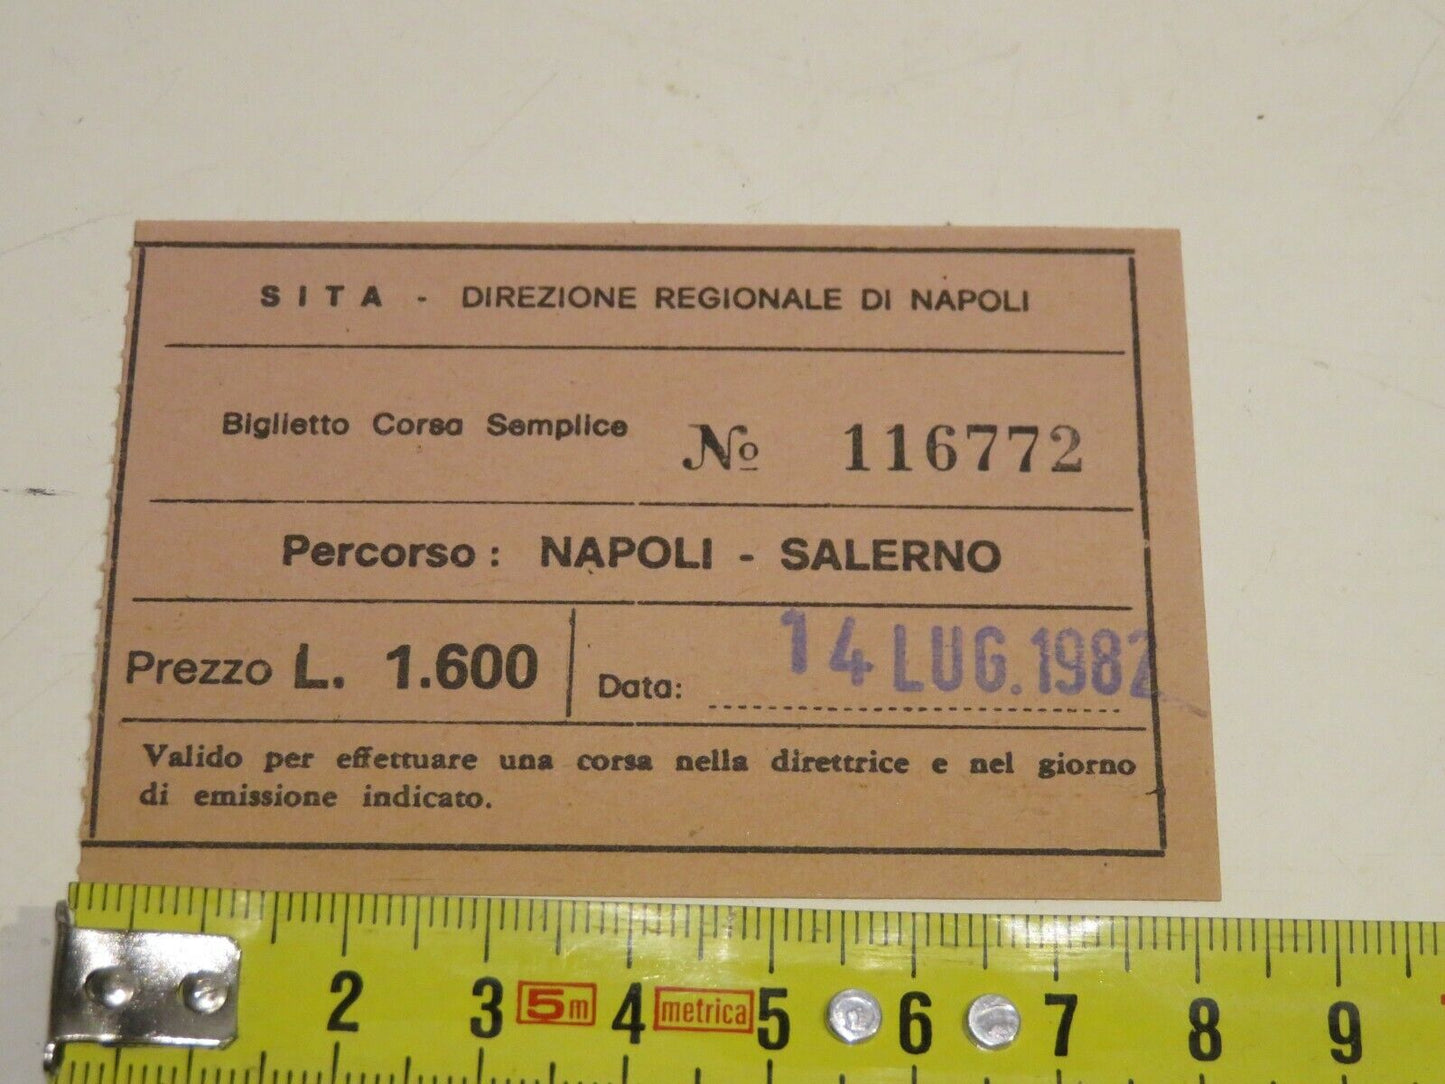 S I T A - DIREZIONE REGIONALE DI NAPOLI
Biglietto Corsa Semplice № 116772
Percorso : NAPOLI - SALERNO
Prezzo L. 1.600 Data: 14 LUG. 1982
Valido per effettuare una corsa nella direttrice e nel giorno
di emissione indicato.
2 3 5m 4 metrica 5 6 7 8 9